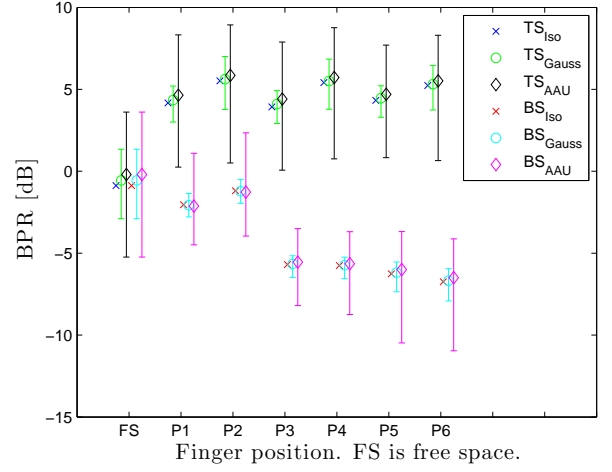 10
5
0
−5
−10
−15
BPR [dB]
TS_Iso
TS_Gauss
TS_AAU
BS_Iso
BS_Gauss
BS_AAU
FS P1 P2 P3 P4 P5 P6
Finger position. FS is free space.